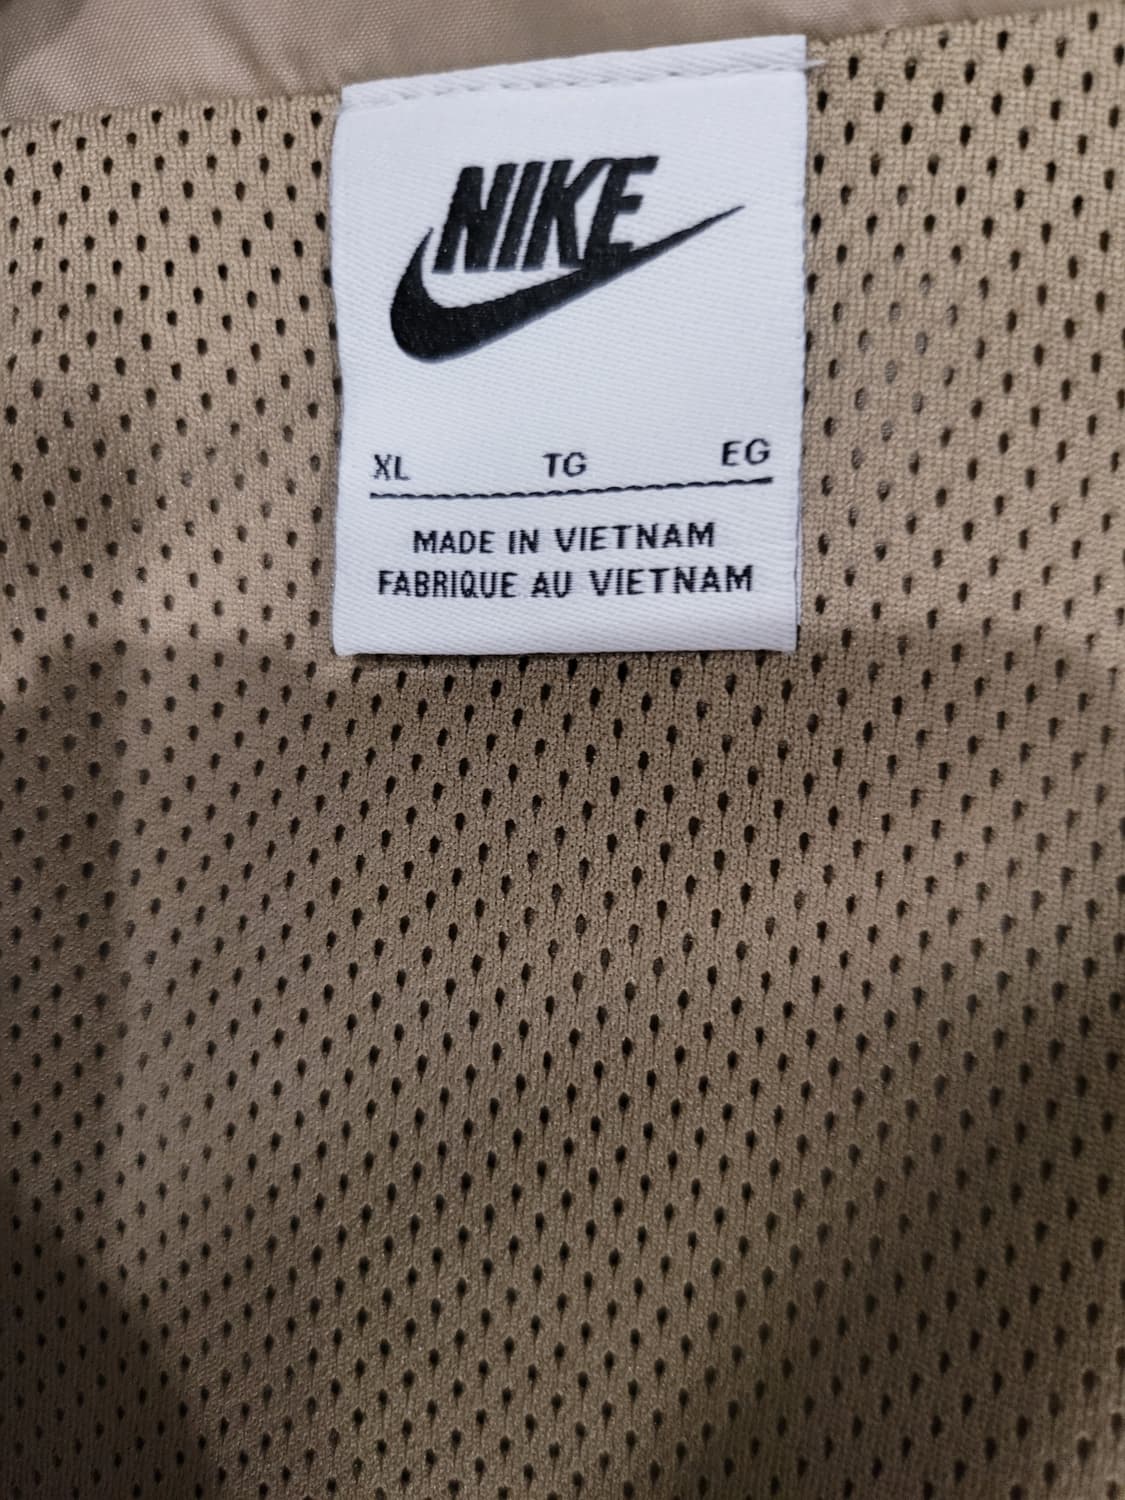 NIKE
XL TG EG
MADE IN VIETNAM
FABRIQUE AU VIETNAM